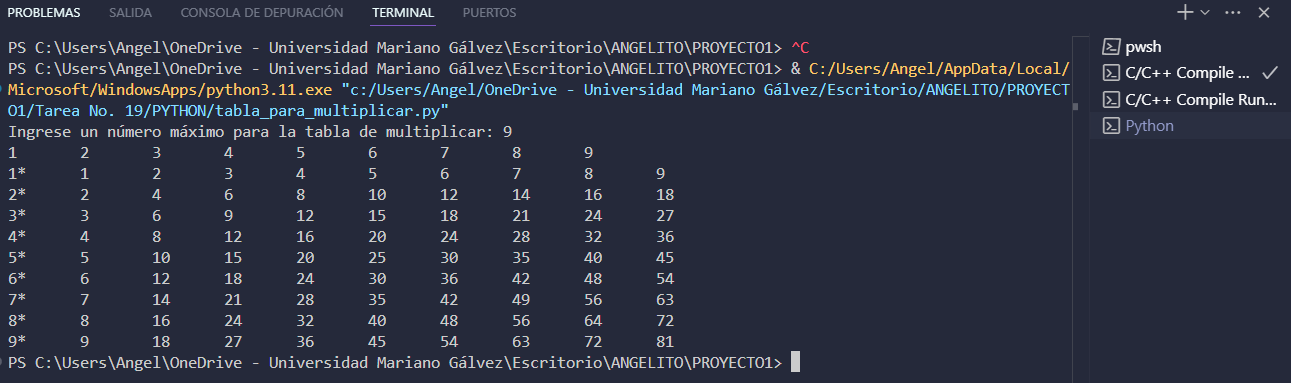 PROBLEMAS SALIDA CONSOLA DE DEPURACIÓN TERMINAL PUERTOS
PS C:\Users\Angel\OneDrive - Universidad Mariano Gálvez\Escritorio\ANGELITO\PROYECTO1> ^C
PS C:\Users\Angel\OneDrive - Universidad Mariano Gálvez\Escritorio\ANGELITO\PROYECTO1> & C:/Users/Angel/AppData/Local/
Microsoft/WindowsApps/python3.11.exe "c:/Users/Angel/OneDrive - Universidad Mariano Gálvez/Escritorio/ANGELITO/PROYECT
O1/Tarea No. 19/PYTHON/tabla_para_multiplicar.py"
Ingrese un número máximo para la tabla de multiplicar: 9
1 2 3 4 5 6 7 8 9
1* 1 2 3 4 5 6 7 8 9
2* 2 4 6 8 10 12 14 16 18
3* 3 6 9 12 15 18 21 24 27
4* 4 8 12 16 20 24 28 32 36
5* 5 10 15 20 25 30 35 40 45
6* 6 12 18 24 30 36 42 48 54
7* 7 14 21 28 35 42 49 56 63
8* 8 16 24 32 40 48 56 64 72
9* 9 18 27 36 45 54 63 72 81
PS C:\Users\Angel\OneDrive - Universidad Mariano Gálvez\Escritorio\ANGELITO\PROYECTO1>
pwsh
C/C++ Compile ...
C/C++ Compile Run...
Python